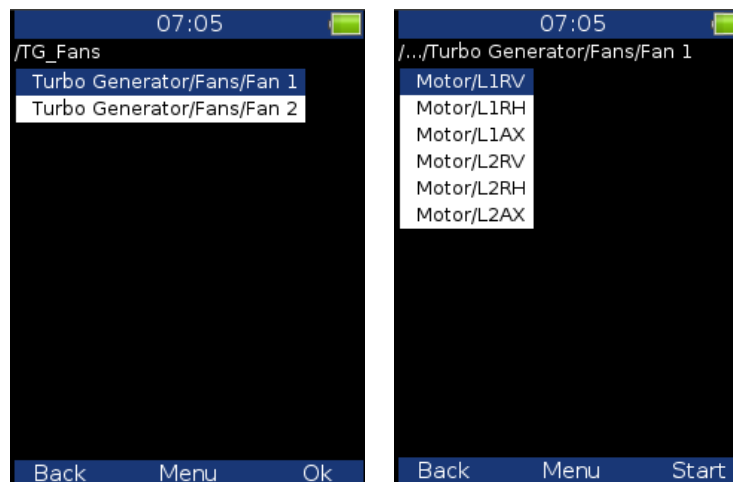 07:05
/TG_Fans
Turbo Generator/Fans/Fan 1
Turbo Generator/Fans/Fan 2
Back Menu Ok
07:05
/.../Turbo Generator/Fans/Fan 1
Motor/L1RV
Motor/L1RH
Motor/L1AX
Motor/L2RV
Motor/L2RH
Motor/L2AX
Back Menu Start